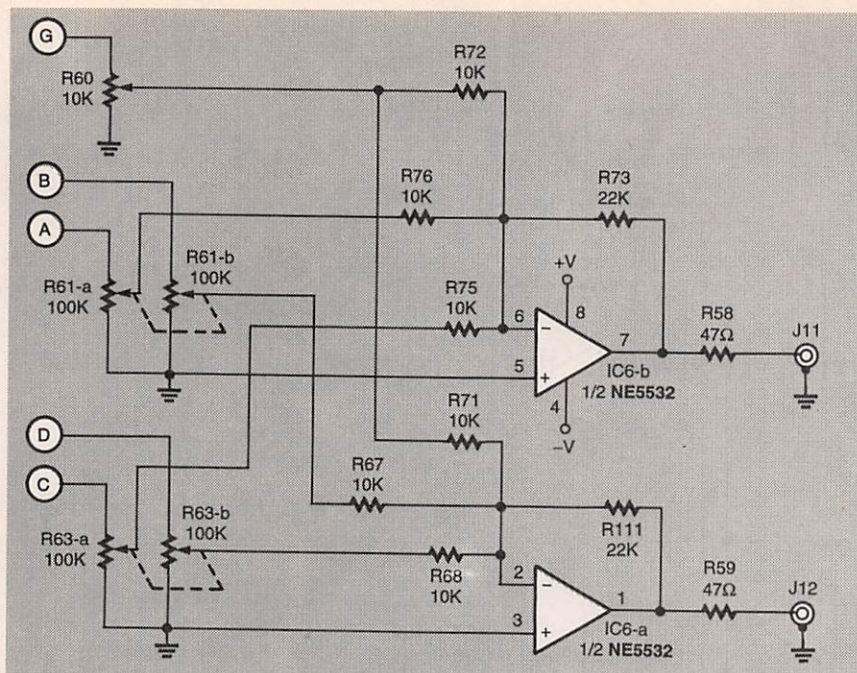 G
R60
10K
R72
10K
B
A
R76
10K
R73
22K
R61-a
100K
R61-b
100K
R75
10K
+V
8
6
−
7
5
+
IC6-b
1/2 NE5532
4
−V
R58
47Ω
J11
D
C
R71
10K
R67
10K
R63-a
100K
R63-b
100K
R68
10K
R111
22K
2
−
1
3
+
IC6-a
1/2 NE5532
R59
47Ω
J12